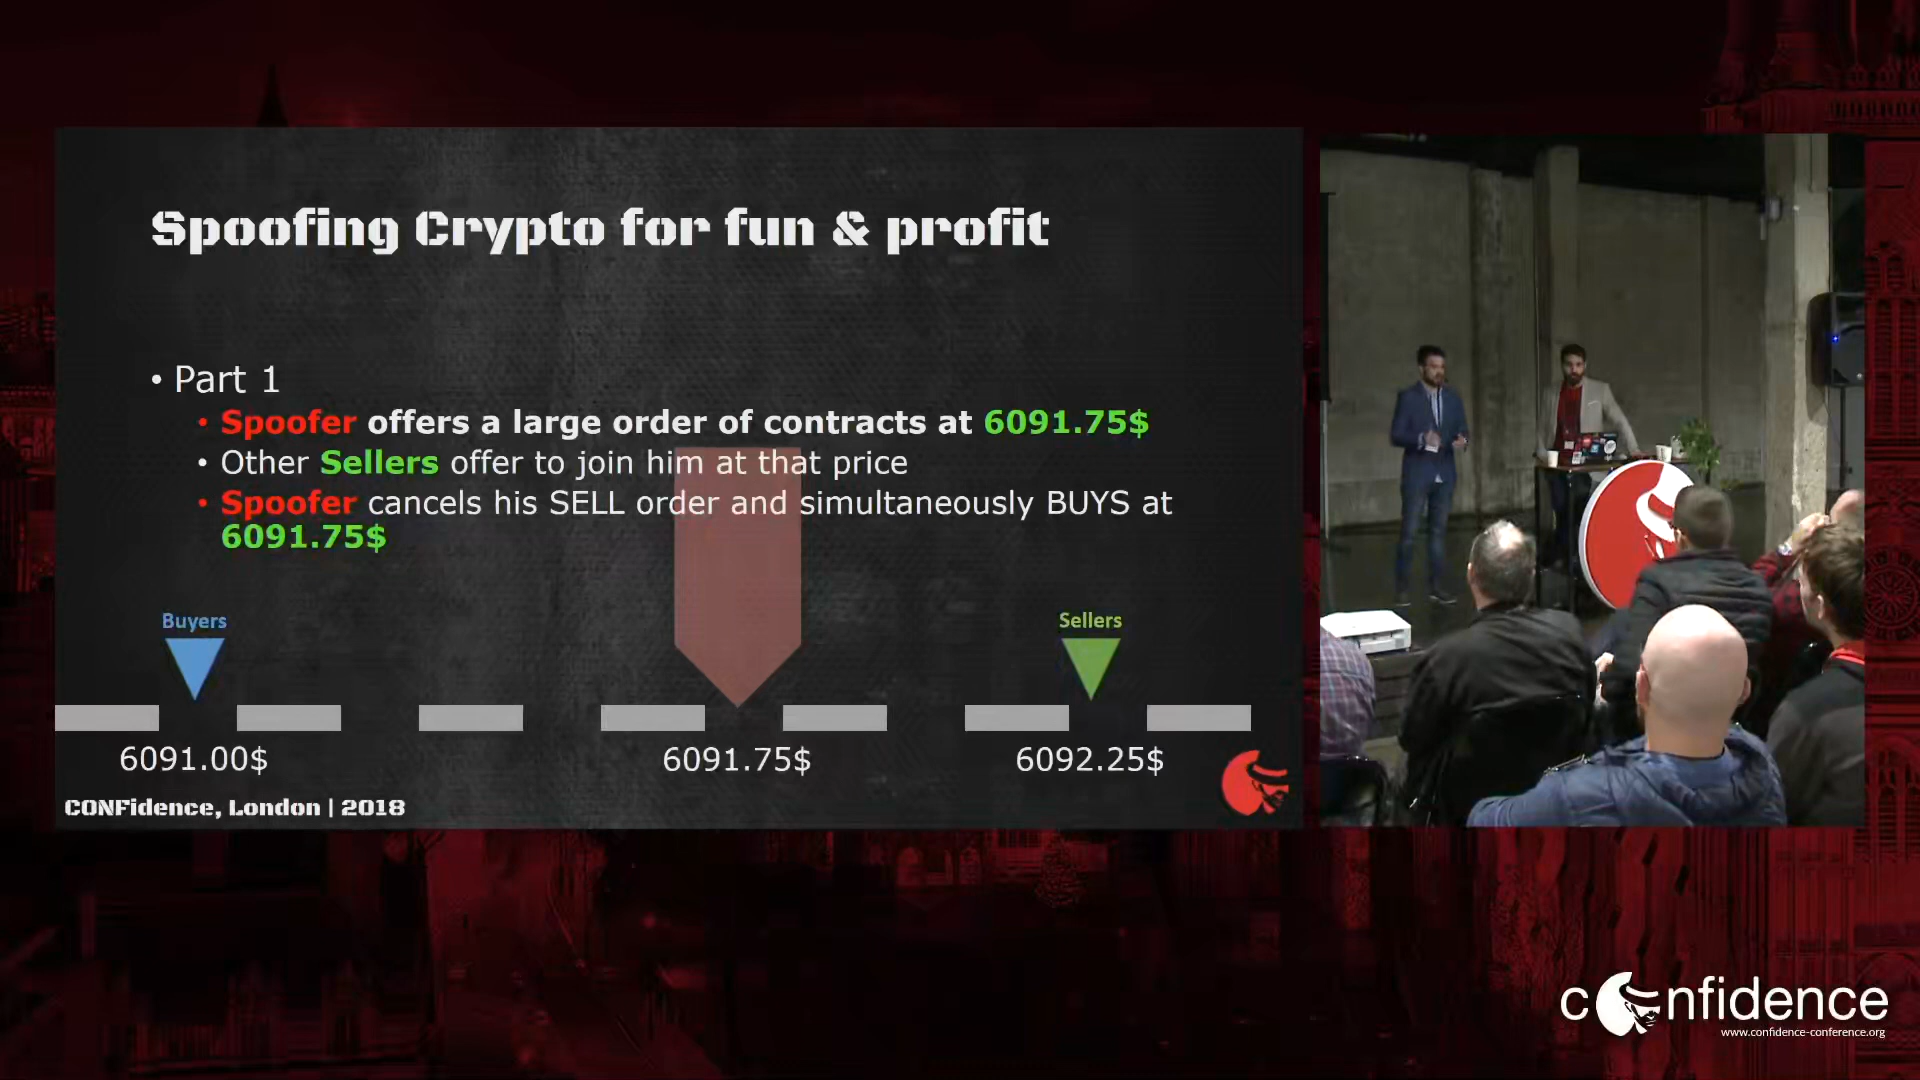 Spoofing Crypto for fun & profit
• Part 1
• Spoofer offers a large order of contracts at 6091.75$
• Other Sellers offer to join him at that price
• Spoofer cancels his SELL order and simultaneously BUYS at
6091.75$
Buyers
Sellers
6091.00$
6091.75$
6092.25$
CONFidence, London | 2018
confidence
www.confidence-conference.org